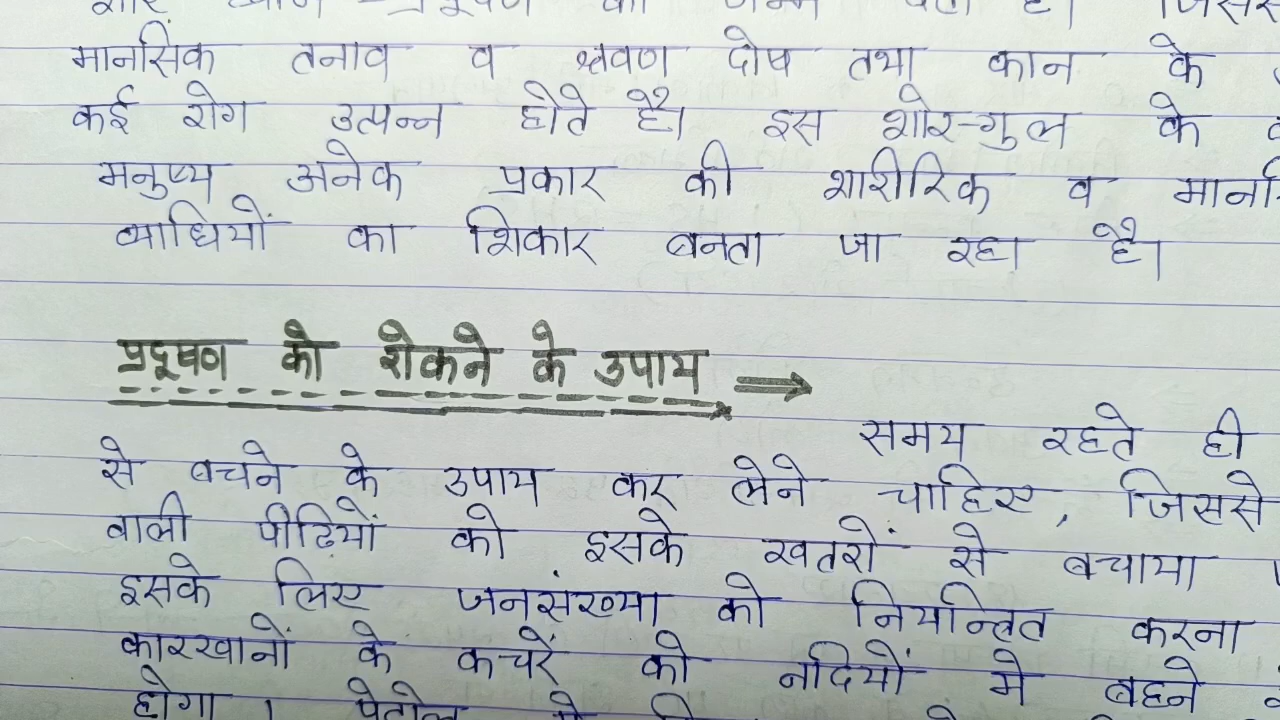 मानसिक तनाव व श्रवण दोष तथा कान के
कई रोग उत्पन्न होते है। इस शोर-गुल के
मनुष्य अनेक प्रकार की शारीरिक व
व्याधियों का शिकार बनता जा रहा है।
प्रदूषण को रोकने के उपाय ⇒
समय रहते ही
से बचने के उपाय कर लेने चाहिए, जिससे
वाली पीढ़ियों को इसके खतरों से बचाया
इसके लिए जनसंख्या को नियन्त्रित करना
कारखानों के कचरें को नदियों मे बहने
होगा। पेट्रोल